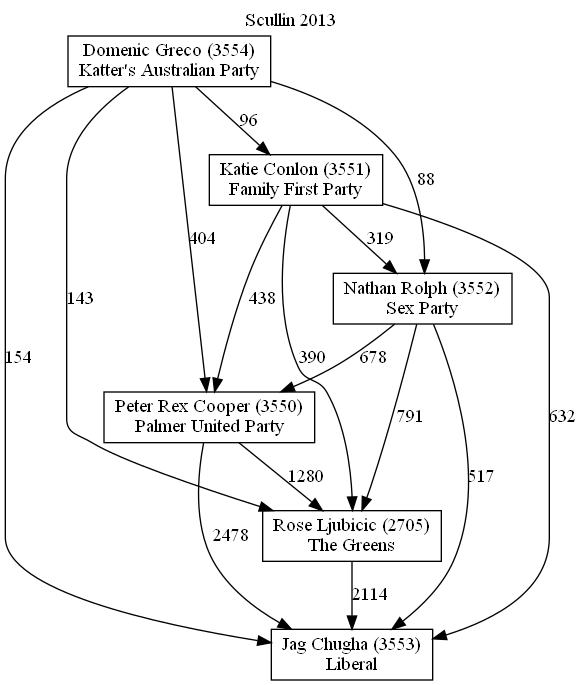 Scullin 2013
Domenic Greco (3554)
Katter's Australian Party
96
Katie Conlon (3551)
Family First Party
88
404
319
143
438
Nathan Rolph (3552)
Sex Party
154
390
678
Peter Rex Cooper (3550)
Palmer United Party
791
632
1280
517
Rose Ljubicic (2705)
The Greens
2478
2114
Jag Chugha (3553)
Liberal